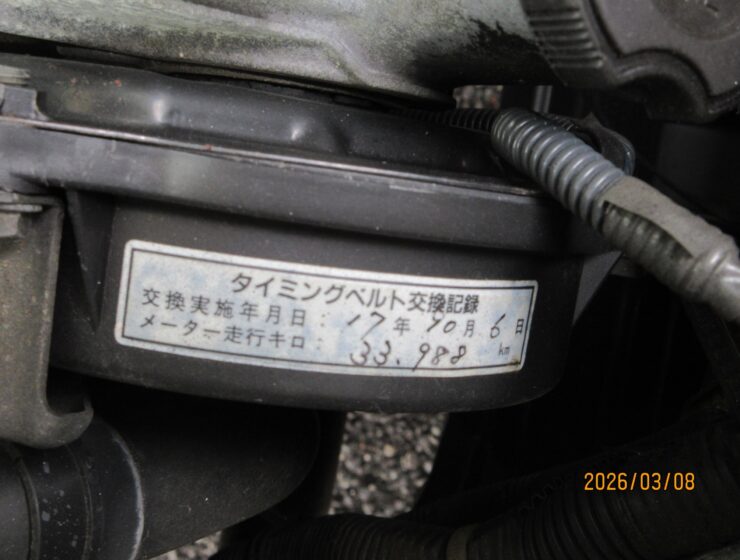 タイミングベルト交換記録
交換実施年月日：17年10月6日
メーター走行キロ：33.988 km
2026/03/08